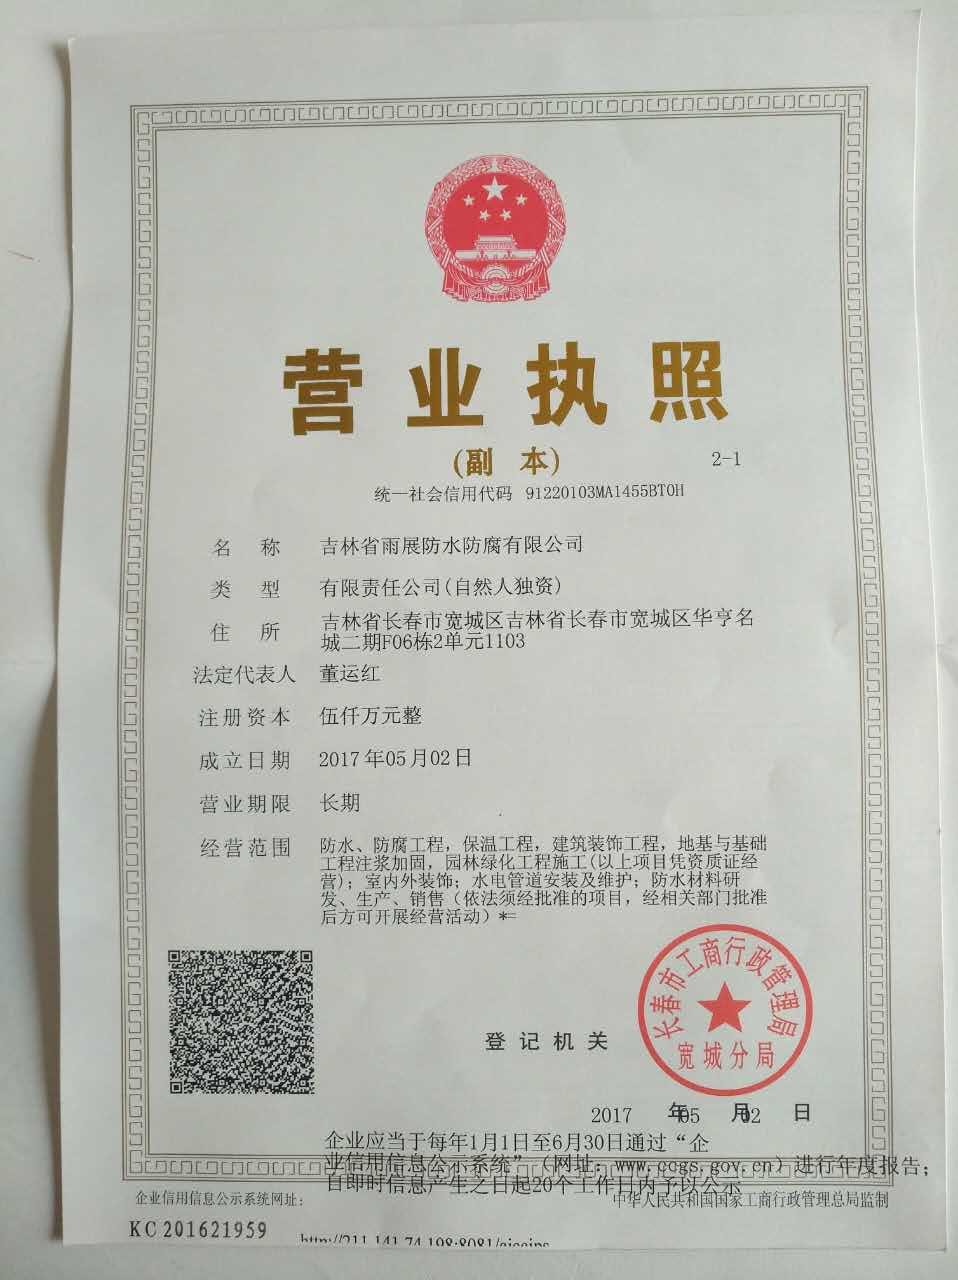 营业执照
(副 本)
2-1
统一社会信用代码 91220103MA1455BT0H
名 称 吉林省雨展防水防腐有限公司
类 型 有限责任公司(自然人独资)
住 所 吉林省长春市宽城区吉林省长春市宽城区华亨名
城二期F06栋2单元1103
法定代表人 董运红
注册资本 伍仟万元整
成立日期 2017年05月02日
营业期限 长期
经营范围 防水、防腐工程，保温工程，建筑装饰工程，地基与基础
工程注浆加固，园林绿化工程施工(以上项目凭资质证经
营)；室内外装饰；水电管道安装及维护；防水材料研
发、生产、销售（依法须经批准的项目，经相关部门批准
后方可开展经营活动）*=
长春市工商行政管理局
宽城分局
登记机关
2017 年05 月02 日
企业应当于每年1月1日至6月30日通过“企
业信用信息公示系统”（网址：www.ccgs.gov.cn）进行年度报告；
自即时信息产生之日起20个工作日内予以公示
企业信用信息公示系统网址：
中华人民共和国国家工商行政管理总局监制
KC 201621959
http://211.141.74.198:8081/aiccips